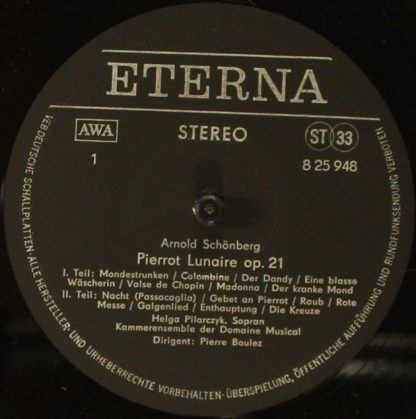 ETERNA
AWA
STEREO
ST 33
1
8 25 948
Arnold Schönberg
Pierrot Lunaire op. 21
I. Teil: Mondestrunken / Colombine / Der Dandy / Eine blasse
Wäscherin / Valse de Chopin / Madonna / Der kranke Mond
II. Teil: Nacht (Passacaglia) / Gebet an Pierrot / Raub / Rote
Messe / Galgenlied / Enthauptung / Die Kreuze
Helga Pilarczyk, Sopran
Kammerensemble der Domaine Musical
Dirigent: Pierre Boulez
VEB DEUTSCHE SCHALLPLATTEN · ALLE HERSTELLER- UND URHEBERRECHTE VORBEHALTEN · ÜBERSPIELUNG, ÖFFENTLICHE AUFFÜHRUNG UND RUNDFUNKSENDUNG VERBOTEN